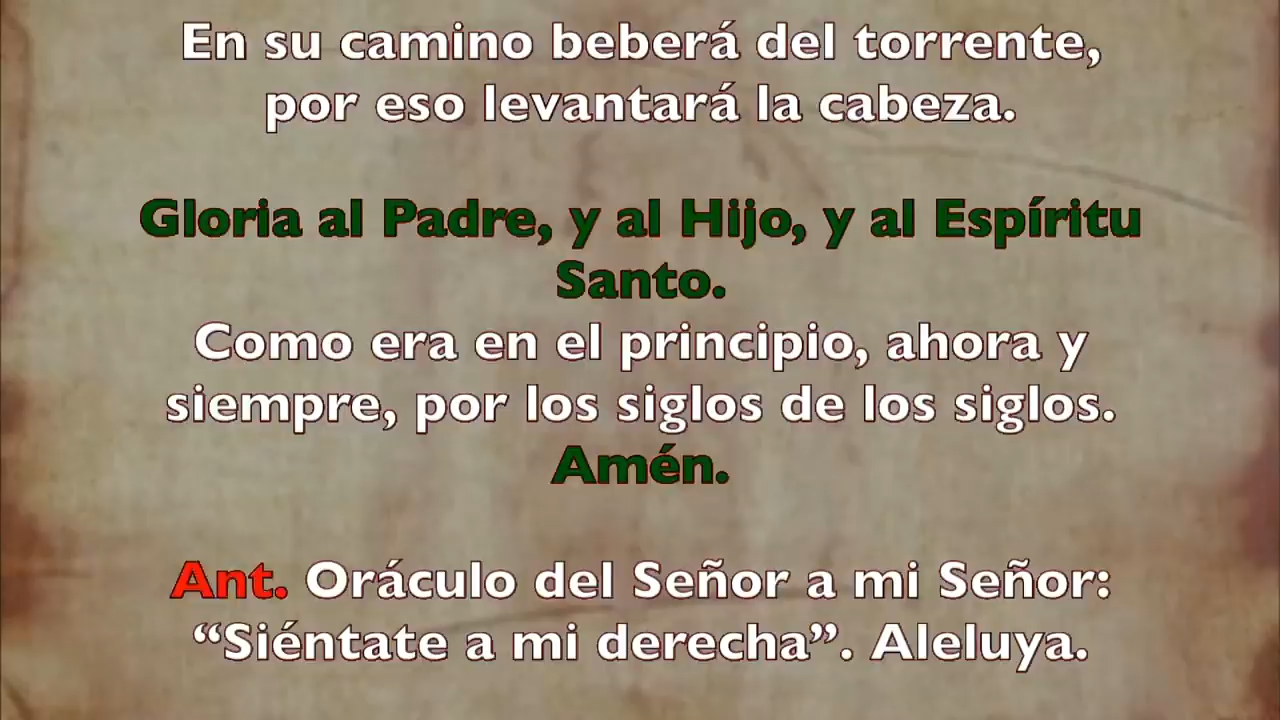 En su camino beberá del torrente,
por eso levantará la cabeza.
Gloria al Padre, y al Hijo, y al Espíritu
Santo.
Como era en el principio, ahora y
siempre, por los siglos de los siglos.
Amén.
Ant. Oráculo del Señor a mi Señor:
“Siéntate a mi derecha”. Aleluya.